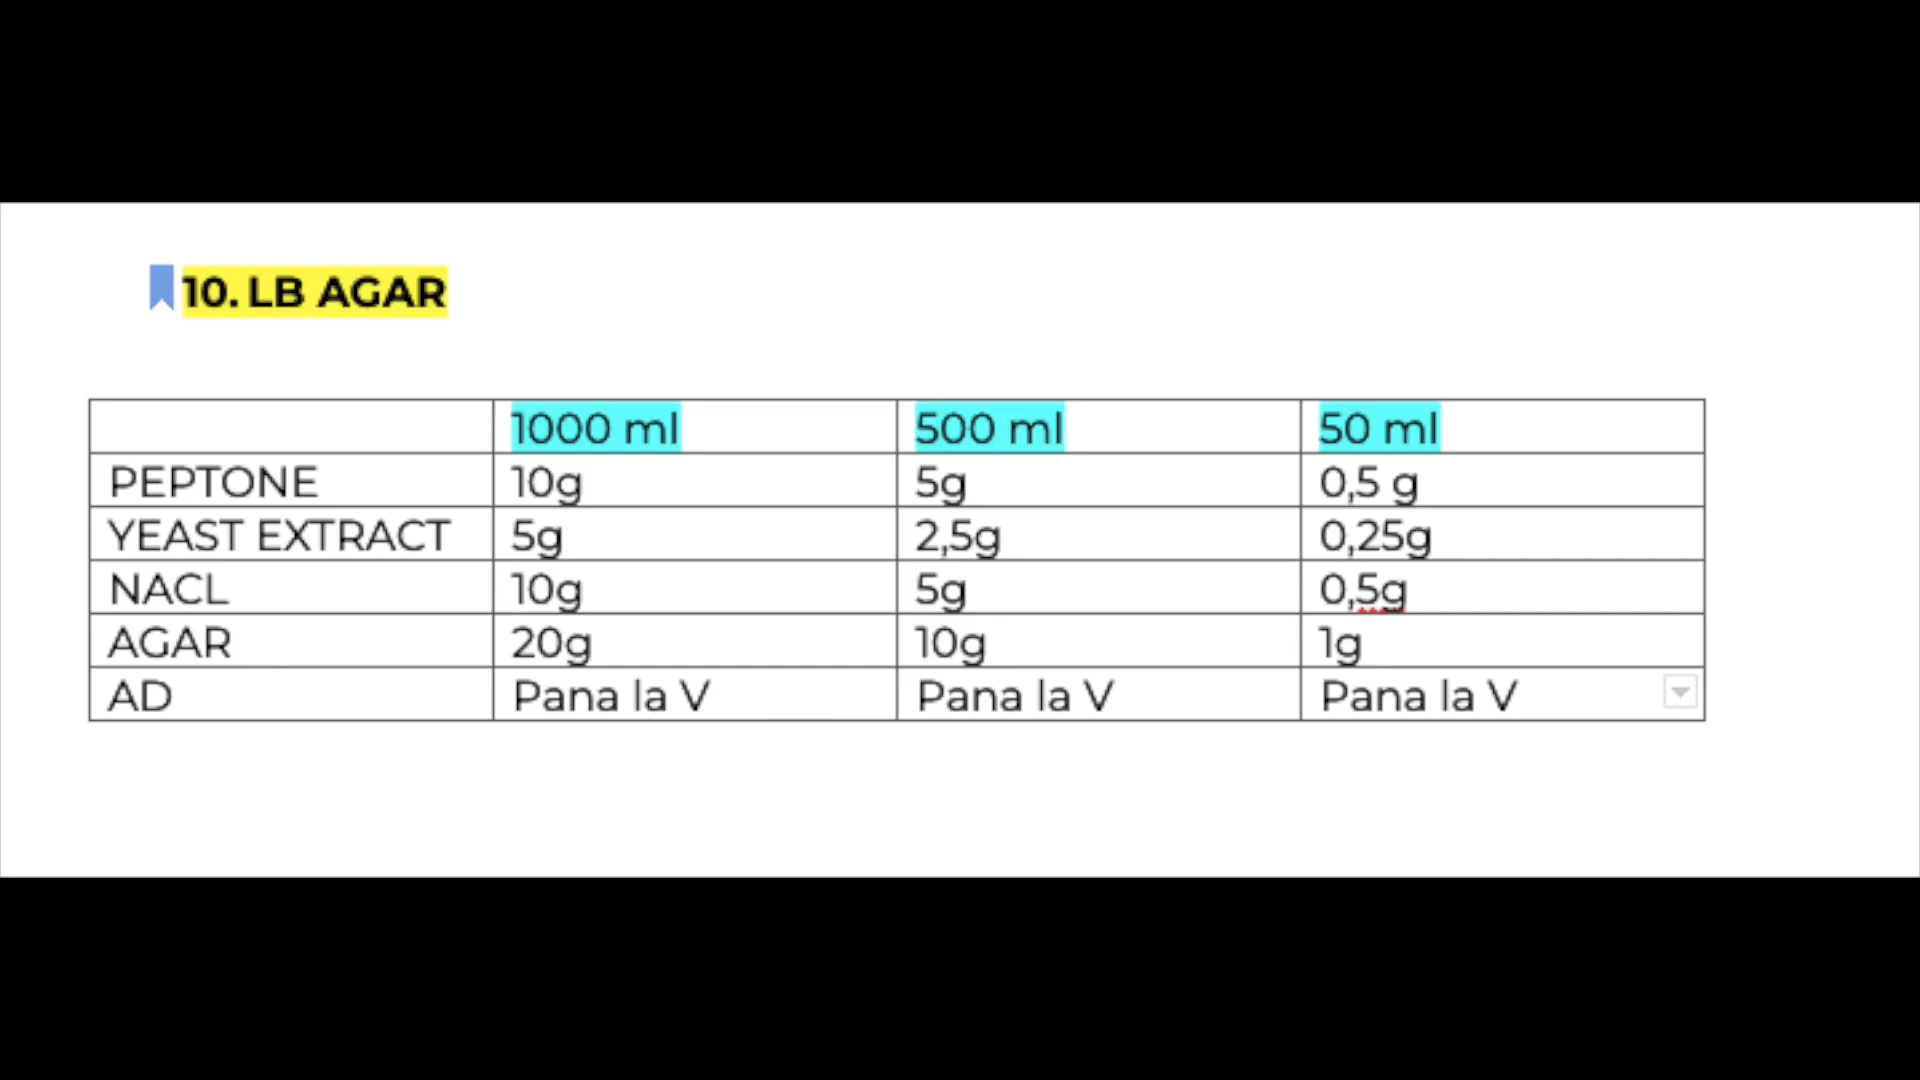 10. LB AGAR
1000 ml 500 ml 50 ml
PEPTONE 10g 5g 0,5 g
YEAST EXTRACT 5g 2,5g 0,25g
NACL 10g 5g 0,5g
AGAR 20g 10g 1g
AD Pana la V Pana la V Pana la V